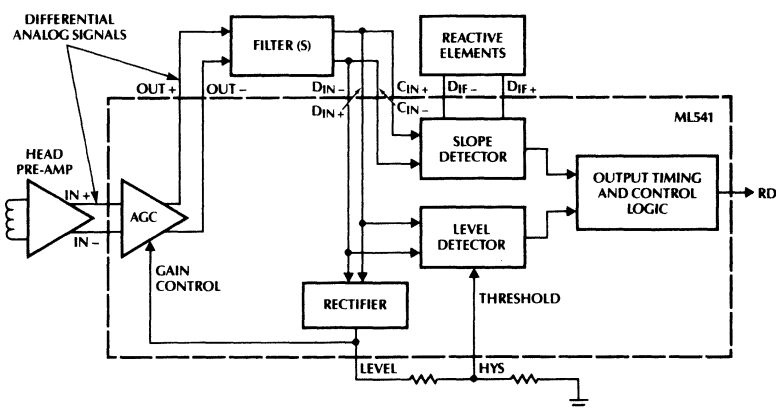 DIFFERENTIAL
ANALOG SIGNALS
FILTER (S)
REACTIVE
ELEMENTS
OUT +
OUT −
DIN −
DIN +
CIN +
CIN −
DIF −
DIF +
ML541
HEAD
PRE-AMP
IN +
IN −
AGC
SLOPE
DETECTOR
OUTPUT TIMING
AND CONTROL
LOGIC
RD
LEVEL
DETECTOR
GAIN
CONTROL
RECTIFIER
THRESHOLD
LEVEL
HYS